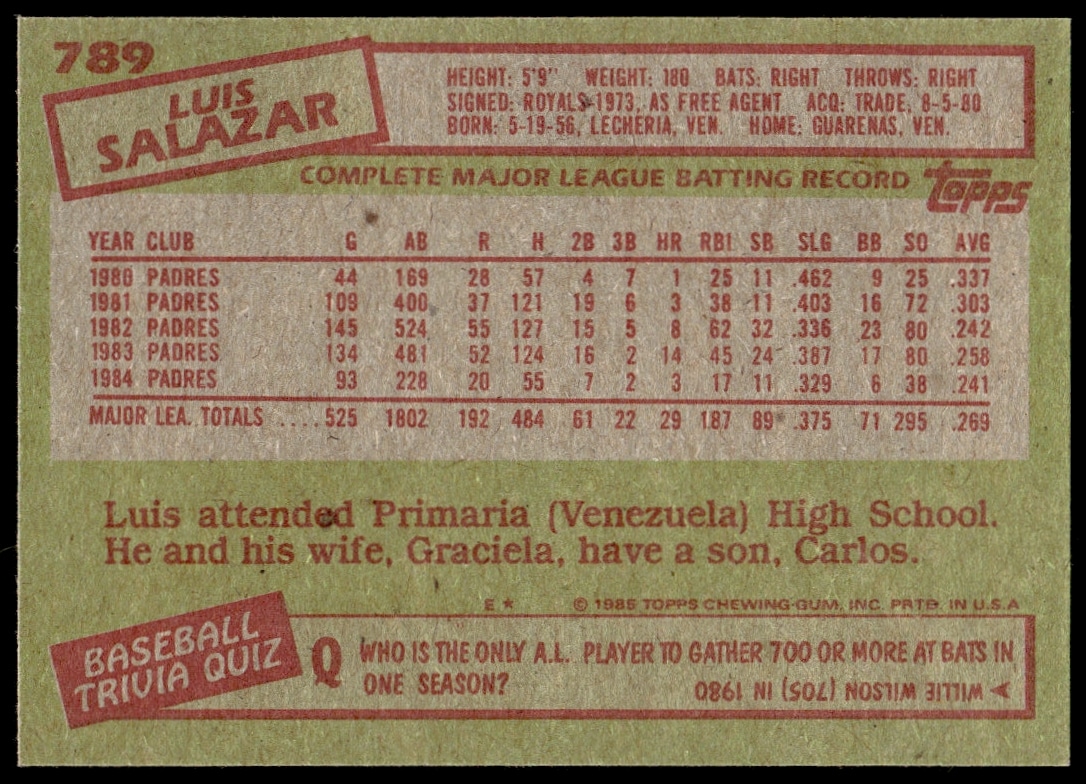 789
LUIS
SALAZAR
HEIGHT: 5'9" WEIGHT: 180 BATS: RIGHT THROWS: RIGHT
SIGNED: ROYALS-1973, AS FREE AGENT ACQ: TRADE, 8-5-80
BORN: 5-19-56, LECHERIA, VEN. HOME: GUARENAS, VEN.
COMPLETE MAJOR LEAGUE BATTING RECORD
topps
YEAR CLUB G AB R H 2B 3B HR RBI SB SLG BB SO AVG
1980 PADRES 44 169 28 57 4 7 1 25 11 .462 9 25 .337
1981 PADRES 109 400 37 121 19 6 3 38 11 .403 16 72 .303
1982 PADRES 145 524 55 127 15 5 8 62 32 .336 23 80 .242
1983 PADRES 134 481 52 124 16 2 14 45 24 .387 17 80 .258
1984 PADRES 93 228 20 55 7 2 3 17 11 .329 6 38 .241
MAJOR LEA. TOTALS ....525 1802 192 484 61 22 29 187 89 .375 71 295 .269
Luis attended Primaria (Venezuela) High School.
He and his wife, Graciela, have a son, Carlos.
E★ © 1985 TOPPS CHEWING GUM, INC. PRTD. IN U.S.A
BASEBALL
TRIVIA QUIZ
Q WHO IS THE ONLY A.L. PLAYER TO GATHER 700 OR MORE AT BATS IN
ONE SEASON?
➤ WILLIE WILSON (705) IN 1980